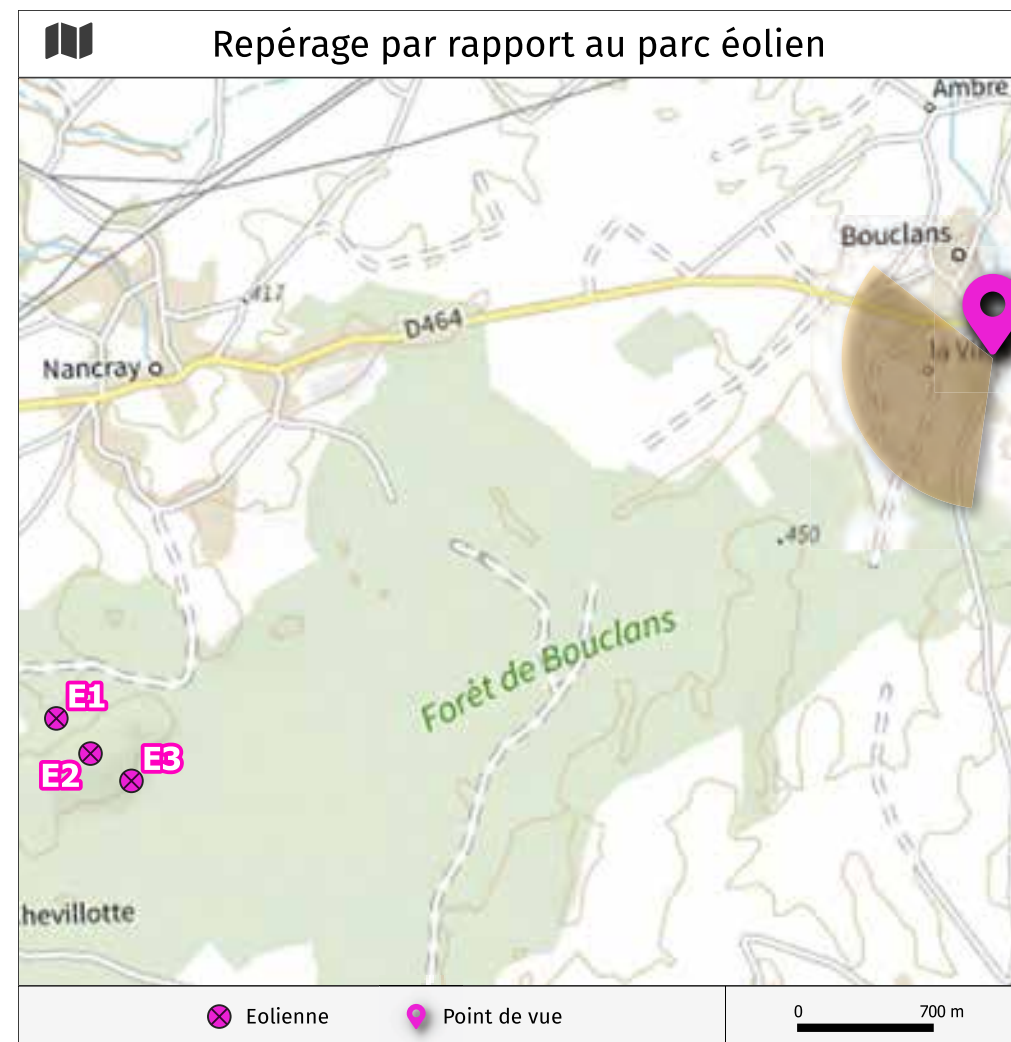 Repérage par rapport au parc éolien
Ambre
Bouclans
417
D464
la Vi
Nancray
.450
Forêt de Bouclans
E1
E2
E3
hevillotte
Eolienne
Point de vue
0 700 m